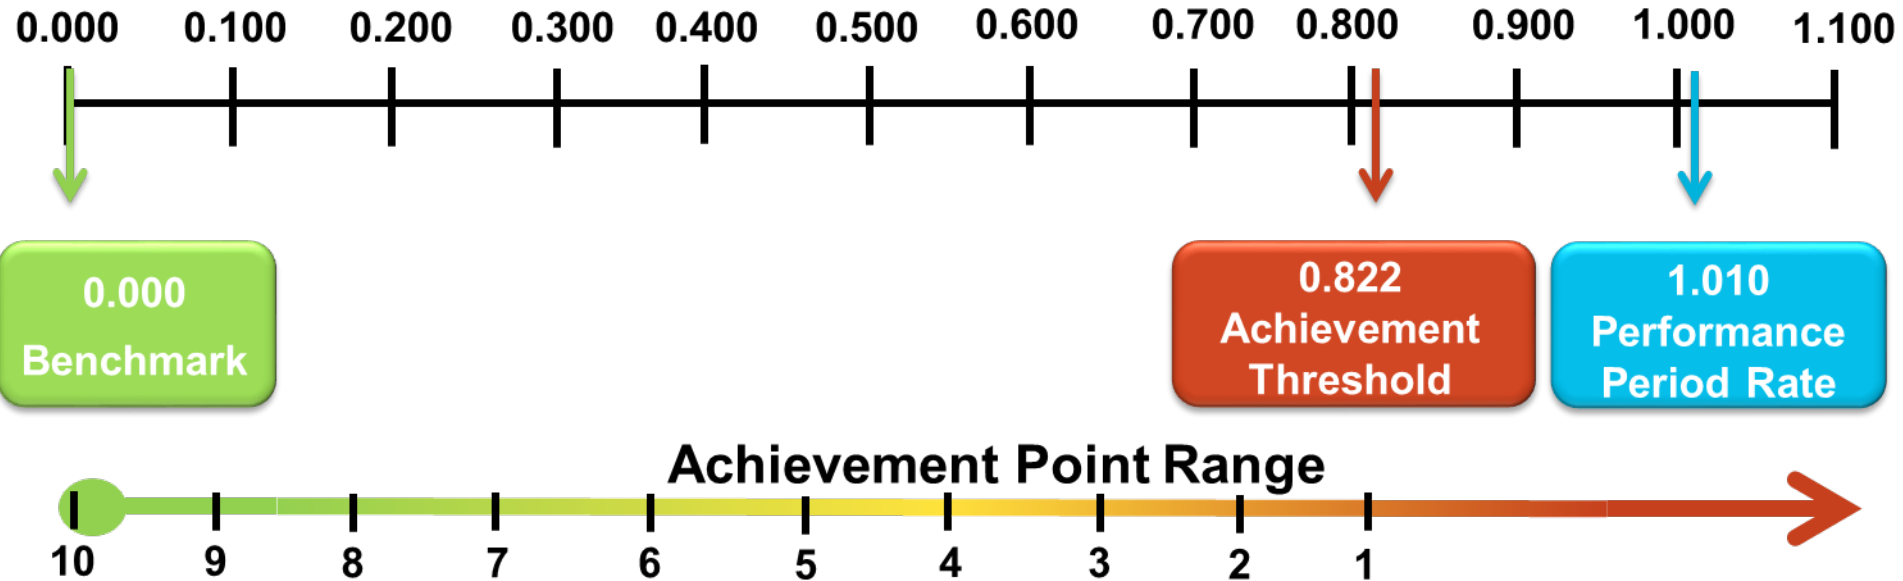 0.000 0.100 0.200 0.300 0.400 0.500 0.600 0.700 0.800 0.900 1.000 1.100
0.000
Benchmark
0.822
Achievement
Threshold
1.010
Performance
Period Rate
Achievement Point Range
10 9 8 7 6 5 4 3 2 1